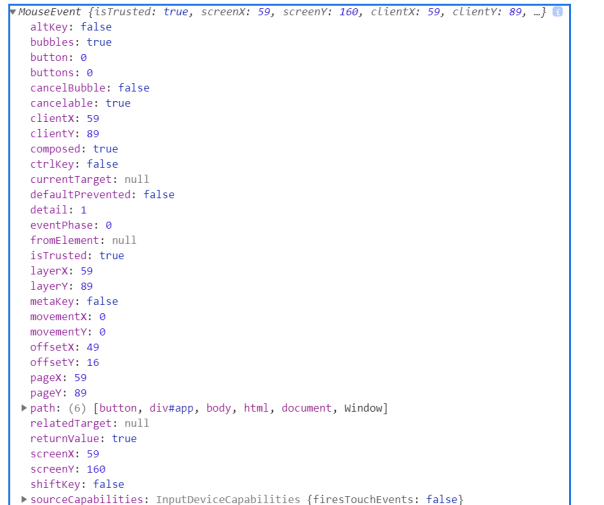 ▼MouseEvent {isTrusted: true, screenX: 59, screenY: 160, clientX: 59, clientY: 89, …} i
altKey: false
bubbles: true
button: 0
buttons: 0
cancelBubble: false
cancelable: true
clientX: 59
clientY: 89
composed: true
ctrlKey: false
currentTarget: null
defaultPrevented: false
detail: 1
eventPhase: 0
fromElement: null
isTrusted: true
layerX: 59
layerY: 89
metaKey: false
movementX: 0
movementY: 0
offsetX: 49
offsetY: 16
pageX: 59
pageY: 89
▶path: (6) [button, div#app, body, html, document, Window]
relatedTarget: null
returnValue: true
screenX: 59
screenY: 160
shiftKey: false
▶sourceCapabilities: InputDeviceCapabilities {firesTouchEvents: false}